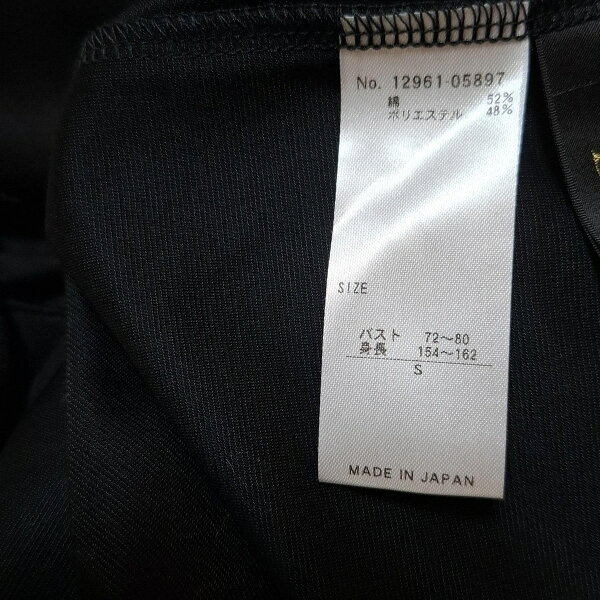 No. 12961-05897
綿 52%
ポリエステル 48%
SIZE
バスト 72～80
身長 154～162
S
MADE IN JAPAN